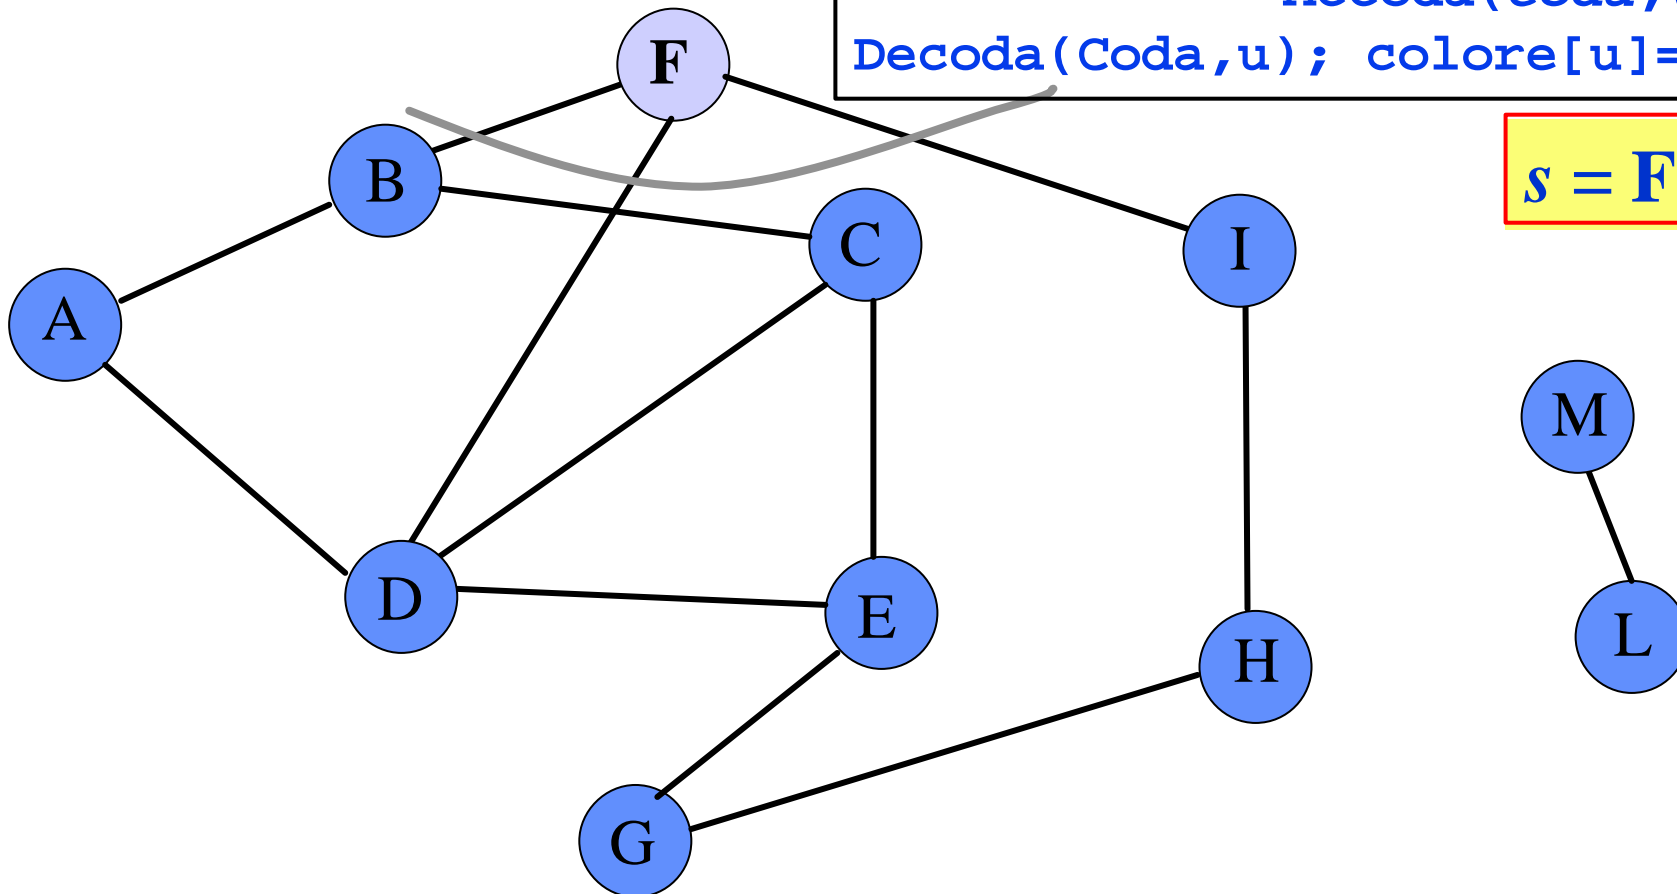 Decoda(Coda,u); colore[u]=
s = F
F
B
C
I
A
M
D
E
H
L
G